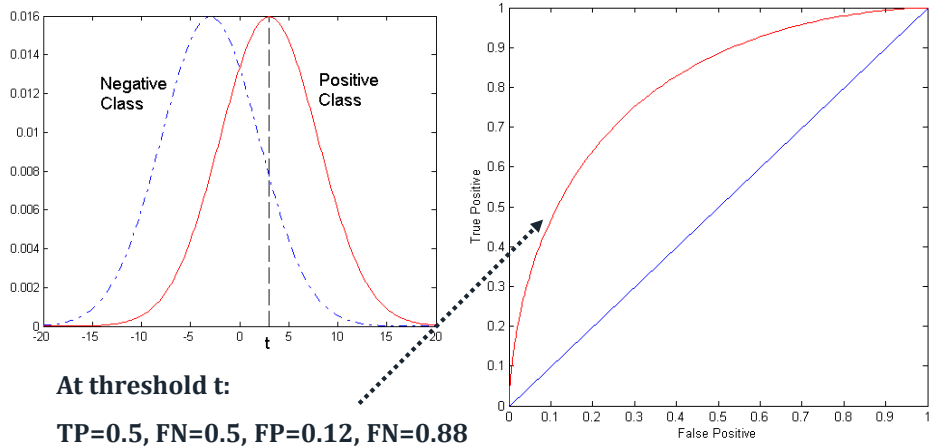 0.016
0.014
0.012
0.01
0.008
0.006
0.004
0.002
0
-20 -15 -10 -5 0 5 10 15 20
Negative
Class
Positive
Class
t
1
0.9
0.8
0.7
0.6
0.5
0.4
0.3
0.2
0.1
0 0.1 0.2 0.3 0.4 0.5 0.6 0.7 0.8 0.9 1
True Positive
False Positive
At threshold t:
TP=0.5, FN=0.5, FP=0.12, FN=0.88